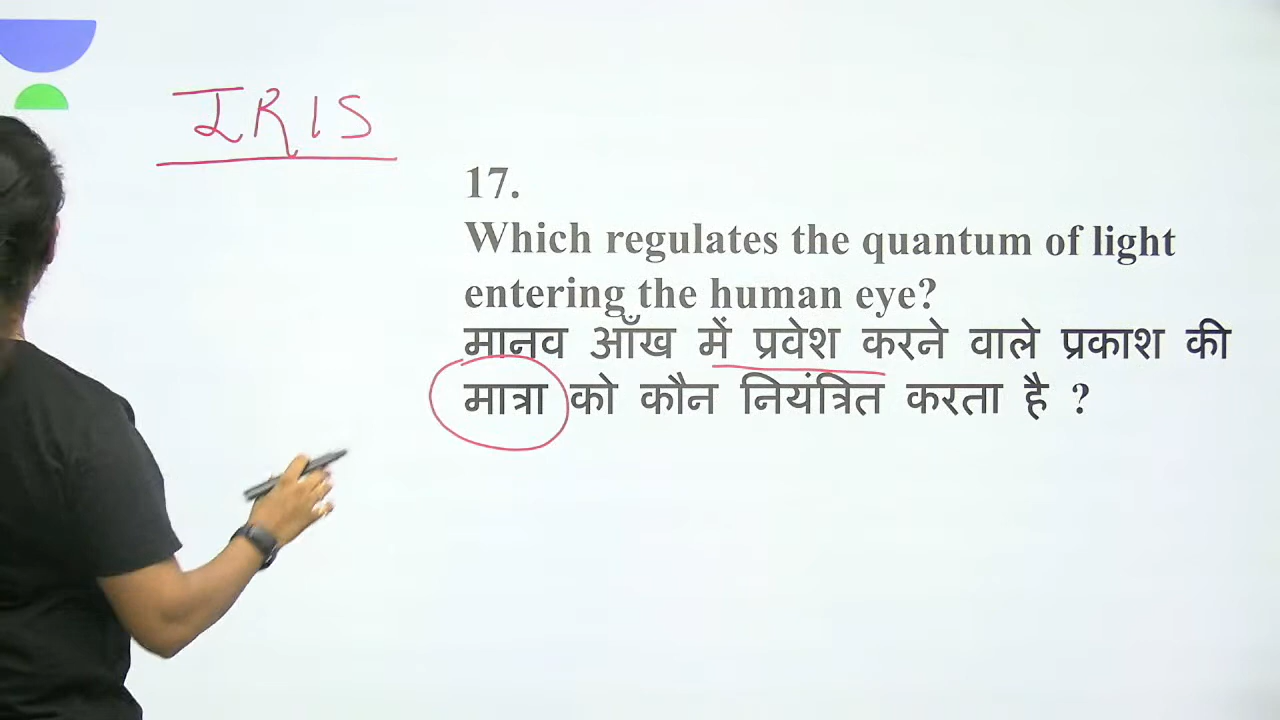 IRIS
17.
Which regulates the quantum of light
entering the human eye?
मानव आँख में प्रवेश करने वाले प्रकाश की
मात्रा को कौन नियंत्रित करता है ?